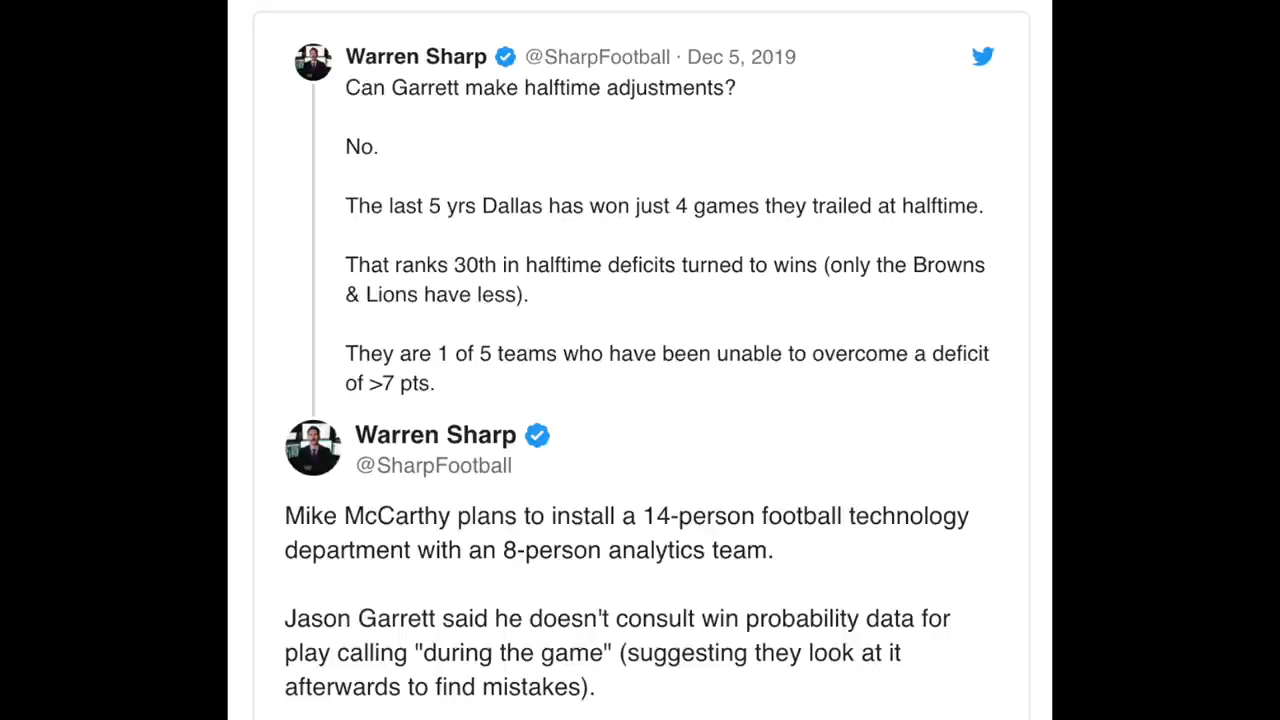 Warren Sharp @SharpFootball · Dec 5, 2019
Can Garrett make halftime adjustments?
No.
The last 5 yrs Dallas has won just 4 games they trailed at halftime.
That ranks 30th in halftime deficits turned to wins (only the Browns
& Lions have less).
They are 1 of 5 teams who have been unable to overcome a deficit
of >7 pts.
Warren Sharp
@SharpFootball
Mike McCarthy plans to install a 14-person football technology
department with an 8-person analytics team.
Jason Garrett said he doesn't consult win probability data for
play calling "during the game" (suggesting they look at it
afterwards to find mistakes).